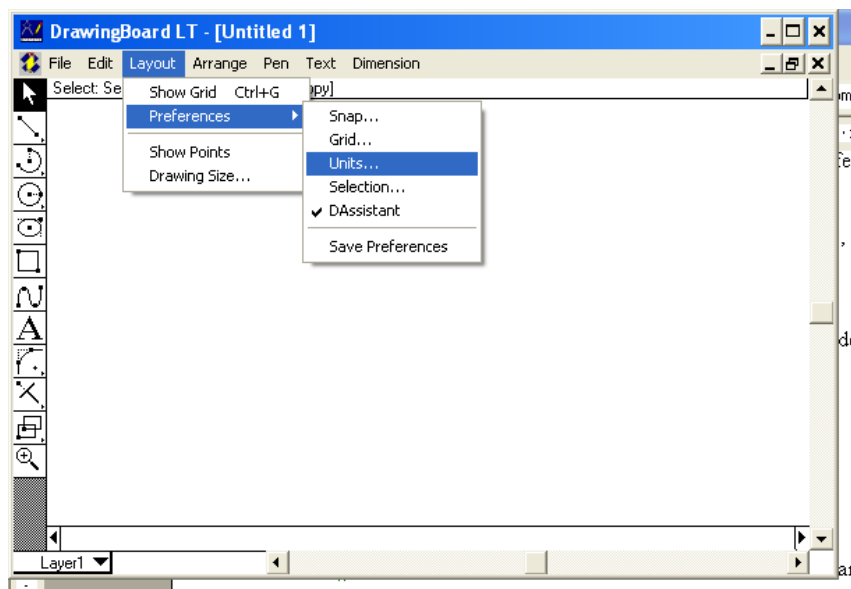 DrawingBoard LT - [Untitled 1]
File Edit Layout Arrange Pen Text Dimension
Select: Se
Show Grid Ctrl+G
Preferences
Show Points
Drawing Size...
Snap...
Grid...
Units...
Selection...
DAssistant
Save Preferences
A
Layer1